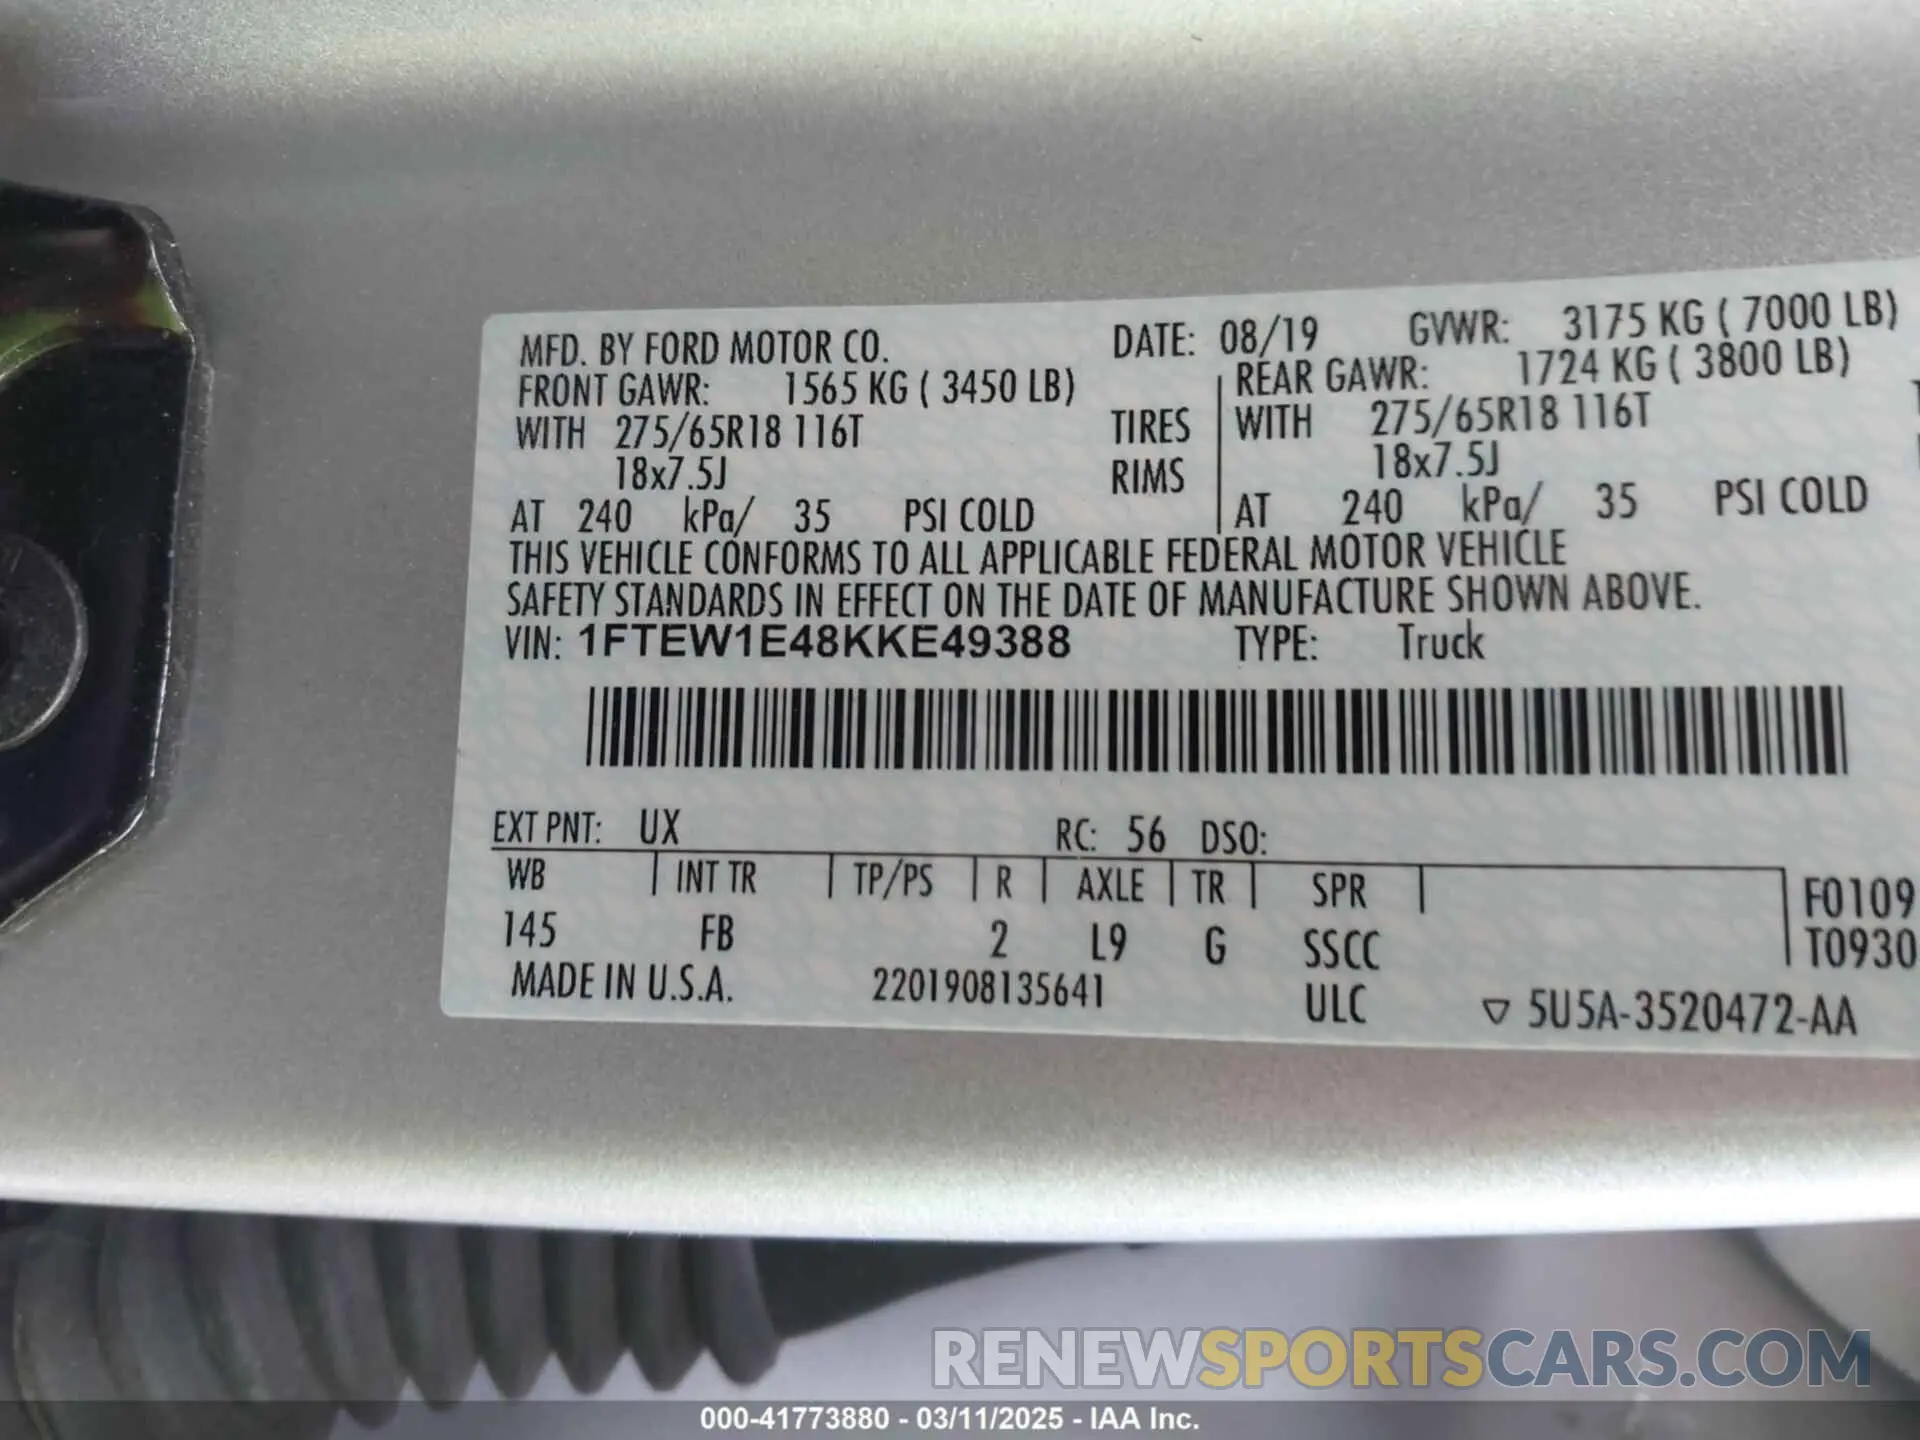 MFD. BY FORD MOTOR CO. DATE: 08/19 GVWR: 3175 KG ( 7000 LB)
FRONT GAWR: 1565 KG ( 3450 LB) REAR GAWR: 1724 KG ( 3800 LB)
WITH 275/65R18 116T TIRES WITH 275/65R18 116T
18x7.5J RIMS 18x7.5J
AT 240 kPa/ 35 PSI COLD AT 240 kPa/ 35 PSI COLD
THIS VEHICLE CONFORMS TO ALL APPLICABLE FEDERAL MOTOR VEHICLE
SAFETY STANDARDS IN EFFECT ON THE DATE OF MANUFACTURE SHOWN ABOVE.
VIN: 1FTEW1E48KKE49388 TYPE: Truck
EXT PNT: UX RC: 56 DSO:
WB INT TR TP/PS R AXLE TR SPR F0109
145 FB 2 L9 G SSCC T0930
MADE IN U.S.A. 2201908135641 ULC ▽ 5U5A-3520472-AA
RENEWSPORTSCARS.COM
000-41773880 - 03/11/2025 - IAA Inc.